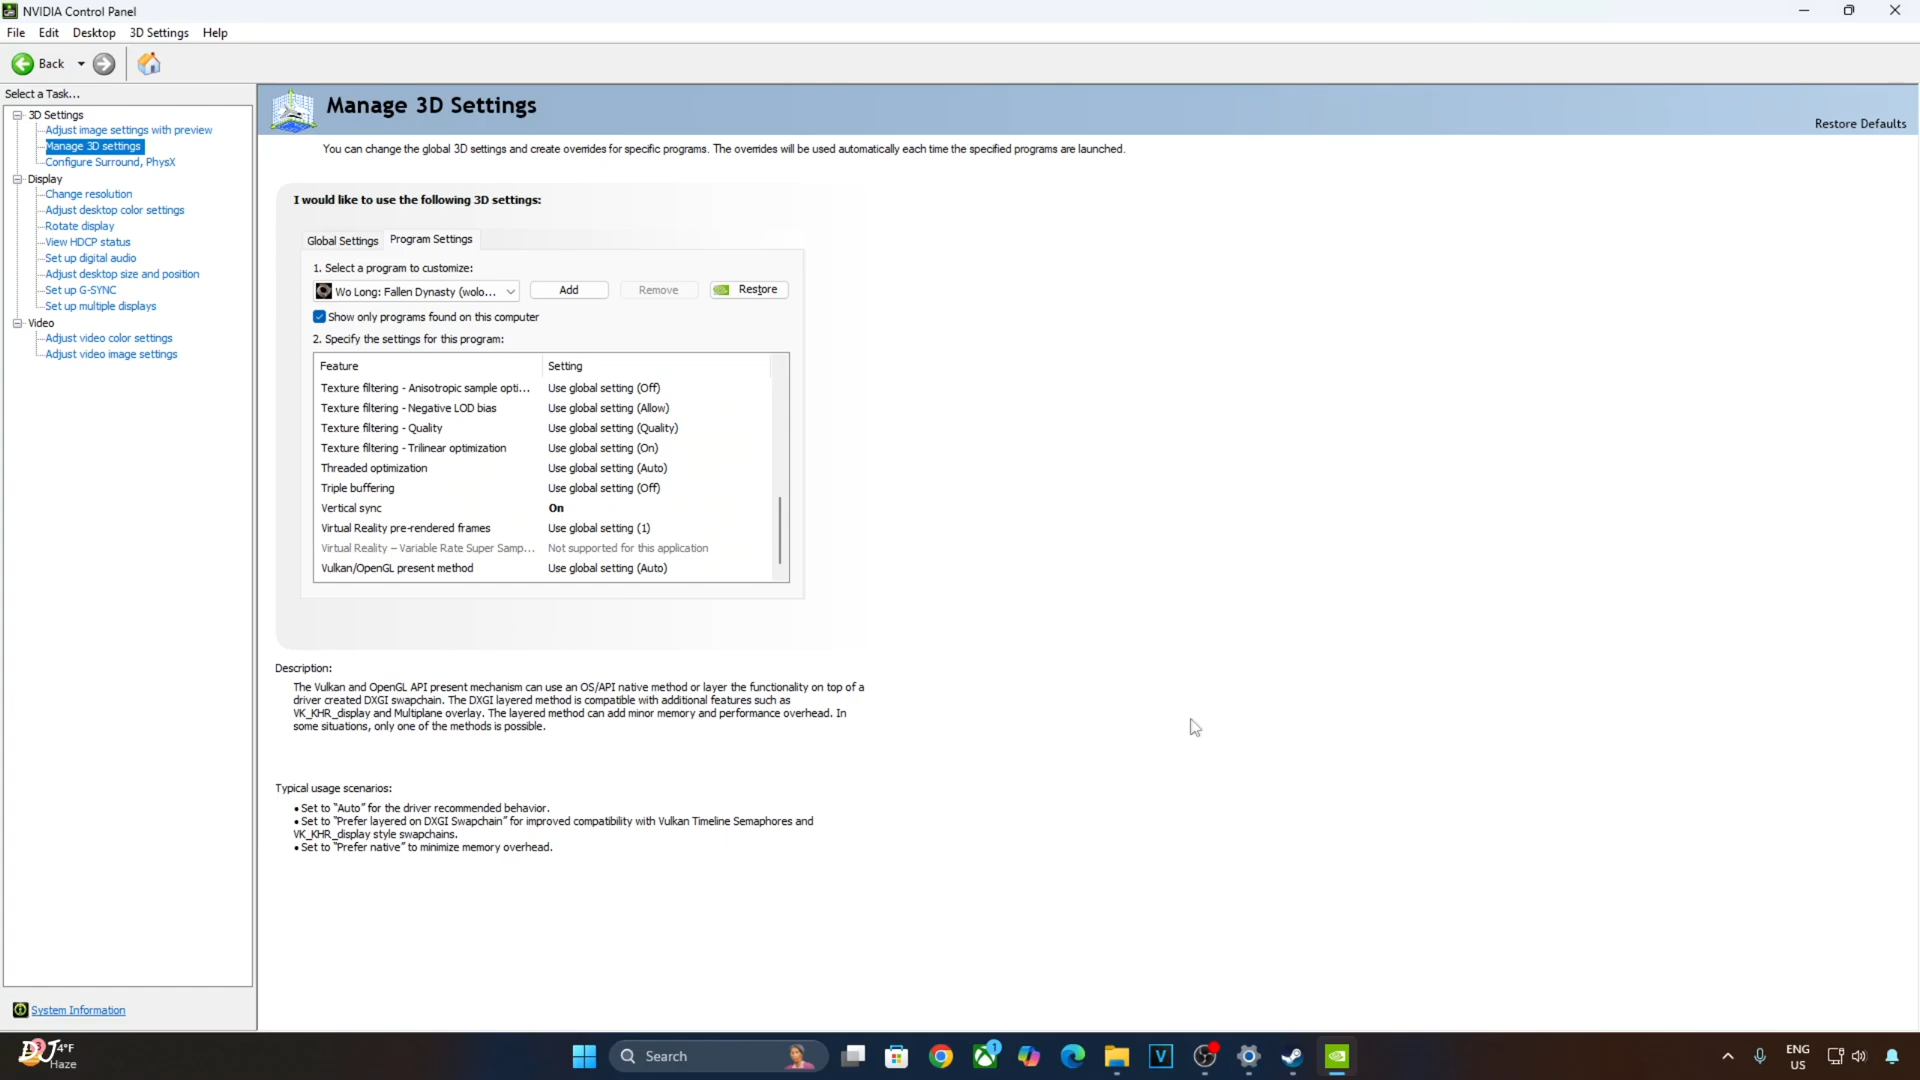 NVIDIA Control Panel
File Edit Desktop 3D Settings Help
Back
Select a Task...
3D Settings
Adjust image settings with preview
Manage 3D settings
Configure Surround, PhysX
Display
Change resolution
Adjust desktop color settings
Rotate display
View HDCP status
Set up digital audio
Adjust desktop size and position
Set up G-SYNC
Set up multiple displays
Video
Adjust video color settings
Adjust video image settings
System Information
Manage 3D Settings
Restore Defaults
You can change the global 3D settings and create overrides for specific programs. The overrides will be used automatically each time the specified programs are launched.
I would like to use the following 3D settings:
Global Settings Program Settings
1. Select a program to customize:
Wo Long: Fallen Dynasty (wolo... Add Remove Restore
Show only programs found on this computer
2. Specify the settings for this program:
Feature Setting
Texture filtering - Anisotropic sample opti... Use global setting (Off)
Texture filtering - Negative LOD bias Use global setting (Allow)
Texture filtering - Quality Use global setting (Quality)
Texture filtering - Trilinear optimization Use global setting (On)
Threaded optimization Use global setting (Auto)
Triple buffering Use global setting (Off)
Vertical sync On
Virtual Reality pre-rendered frames Use global setting (1)
Virtual Reality – Variable Rate Super Samp... Not supported for this application
Vulkan/OpenGL present method Use global setting (Auto)
Description:
The Vulkan and OpenGL API present mechanism can use an OS/API native method or layer the functionality on top of a
driver created DXGI swapchain. The DXGI layered method is compatible with additional features such as
VK_KHR_display and Multiplane overlay. The layered method can add minor memory and performance overhead. In
some situations, only one of the methods is possible.
Typical usage scenarios:
• Set to "Auto" for the driver recommended behavior.
• Set to "Prefer layered on DXGI Swapchain" for improved compatibility with Vulkan Timeline Semaphores and
VK_KHR_display style swapchains.
• Set to "Prefer native" to minimize memory overhead.
4°F
Haze
Search
1
V
ENG
US